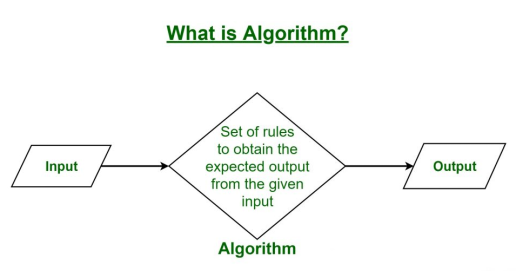 What is Algorithm?
Input
Set of rules
to obtain the
expected output
from the given
input
Output
Algorithm